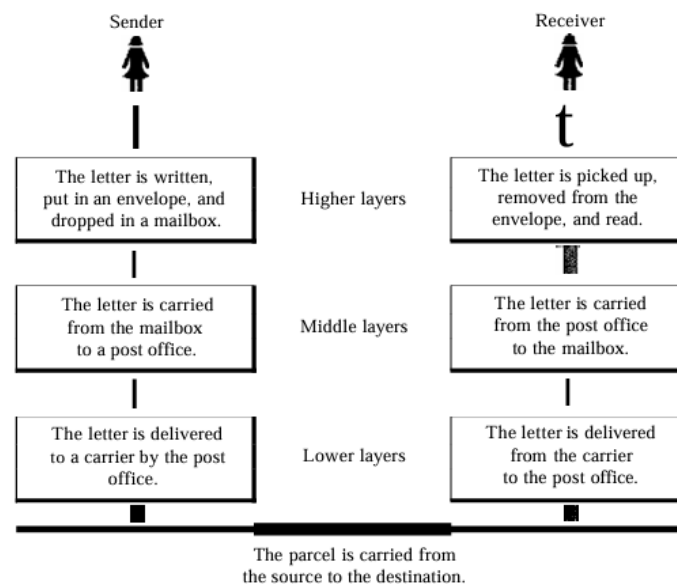 Sender
Receiver
t
The letter is written,
put in an envelope, and
dropped in a mailbox.
Higher layers
The letter is picked up,
removed from the
envelope, and read.
The letter is carried
from the mailbox
to a post office.
Middle layers
The letter is carried
from the post office
to the mailbox.
The letter is delivered
to a carrier by the post
office.
Lower layers
The letter is delivered
from the carrier
to the post office.
The parcel is carried from
the source to the destination.